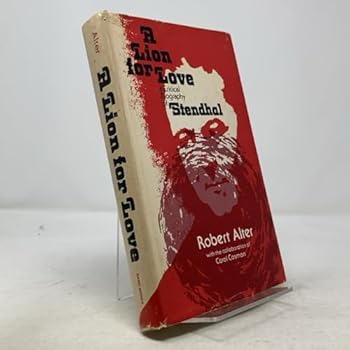 Alter
A Lion for Love
A
Lion
for Love
a critical
biography
of
Stendhal
Robert Alter
with the collaboration of
Carol Cosman